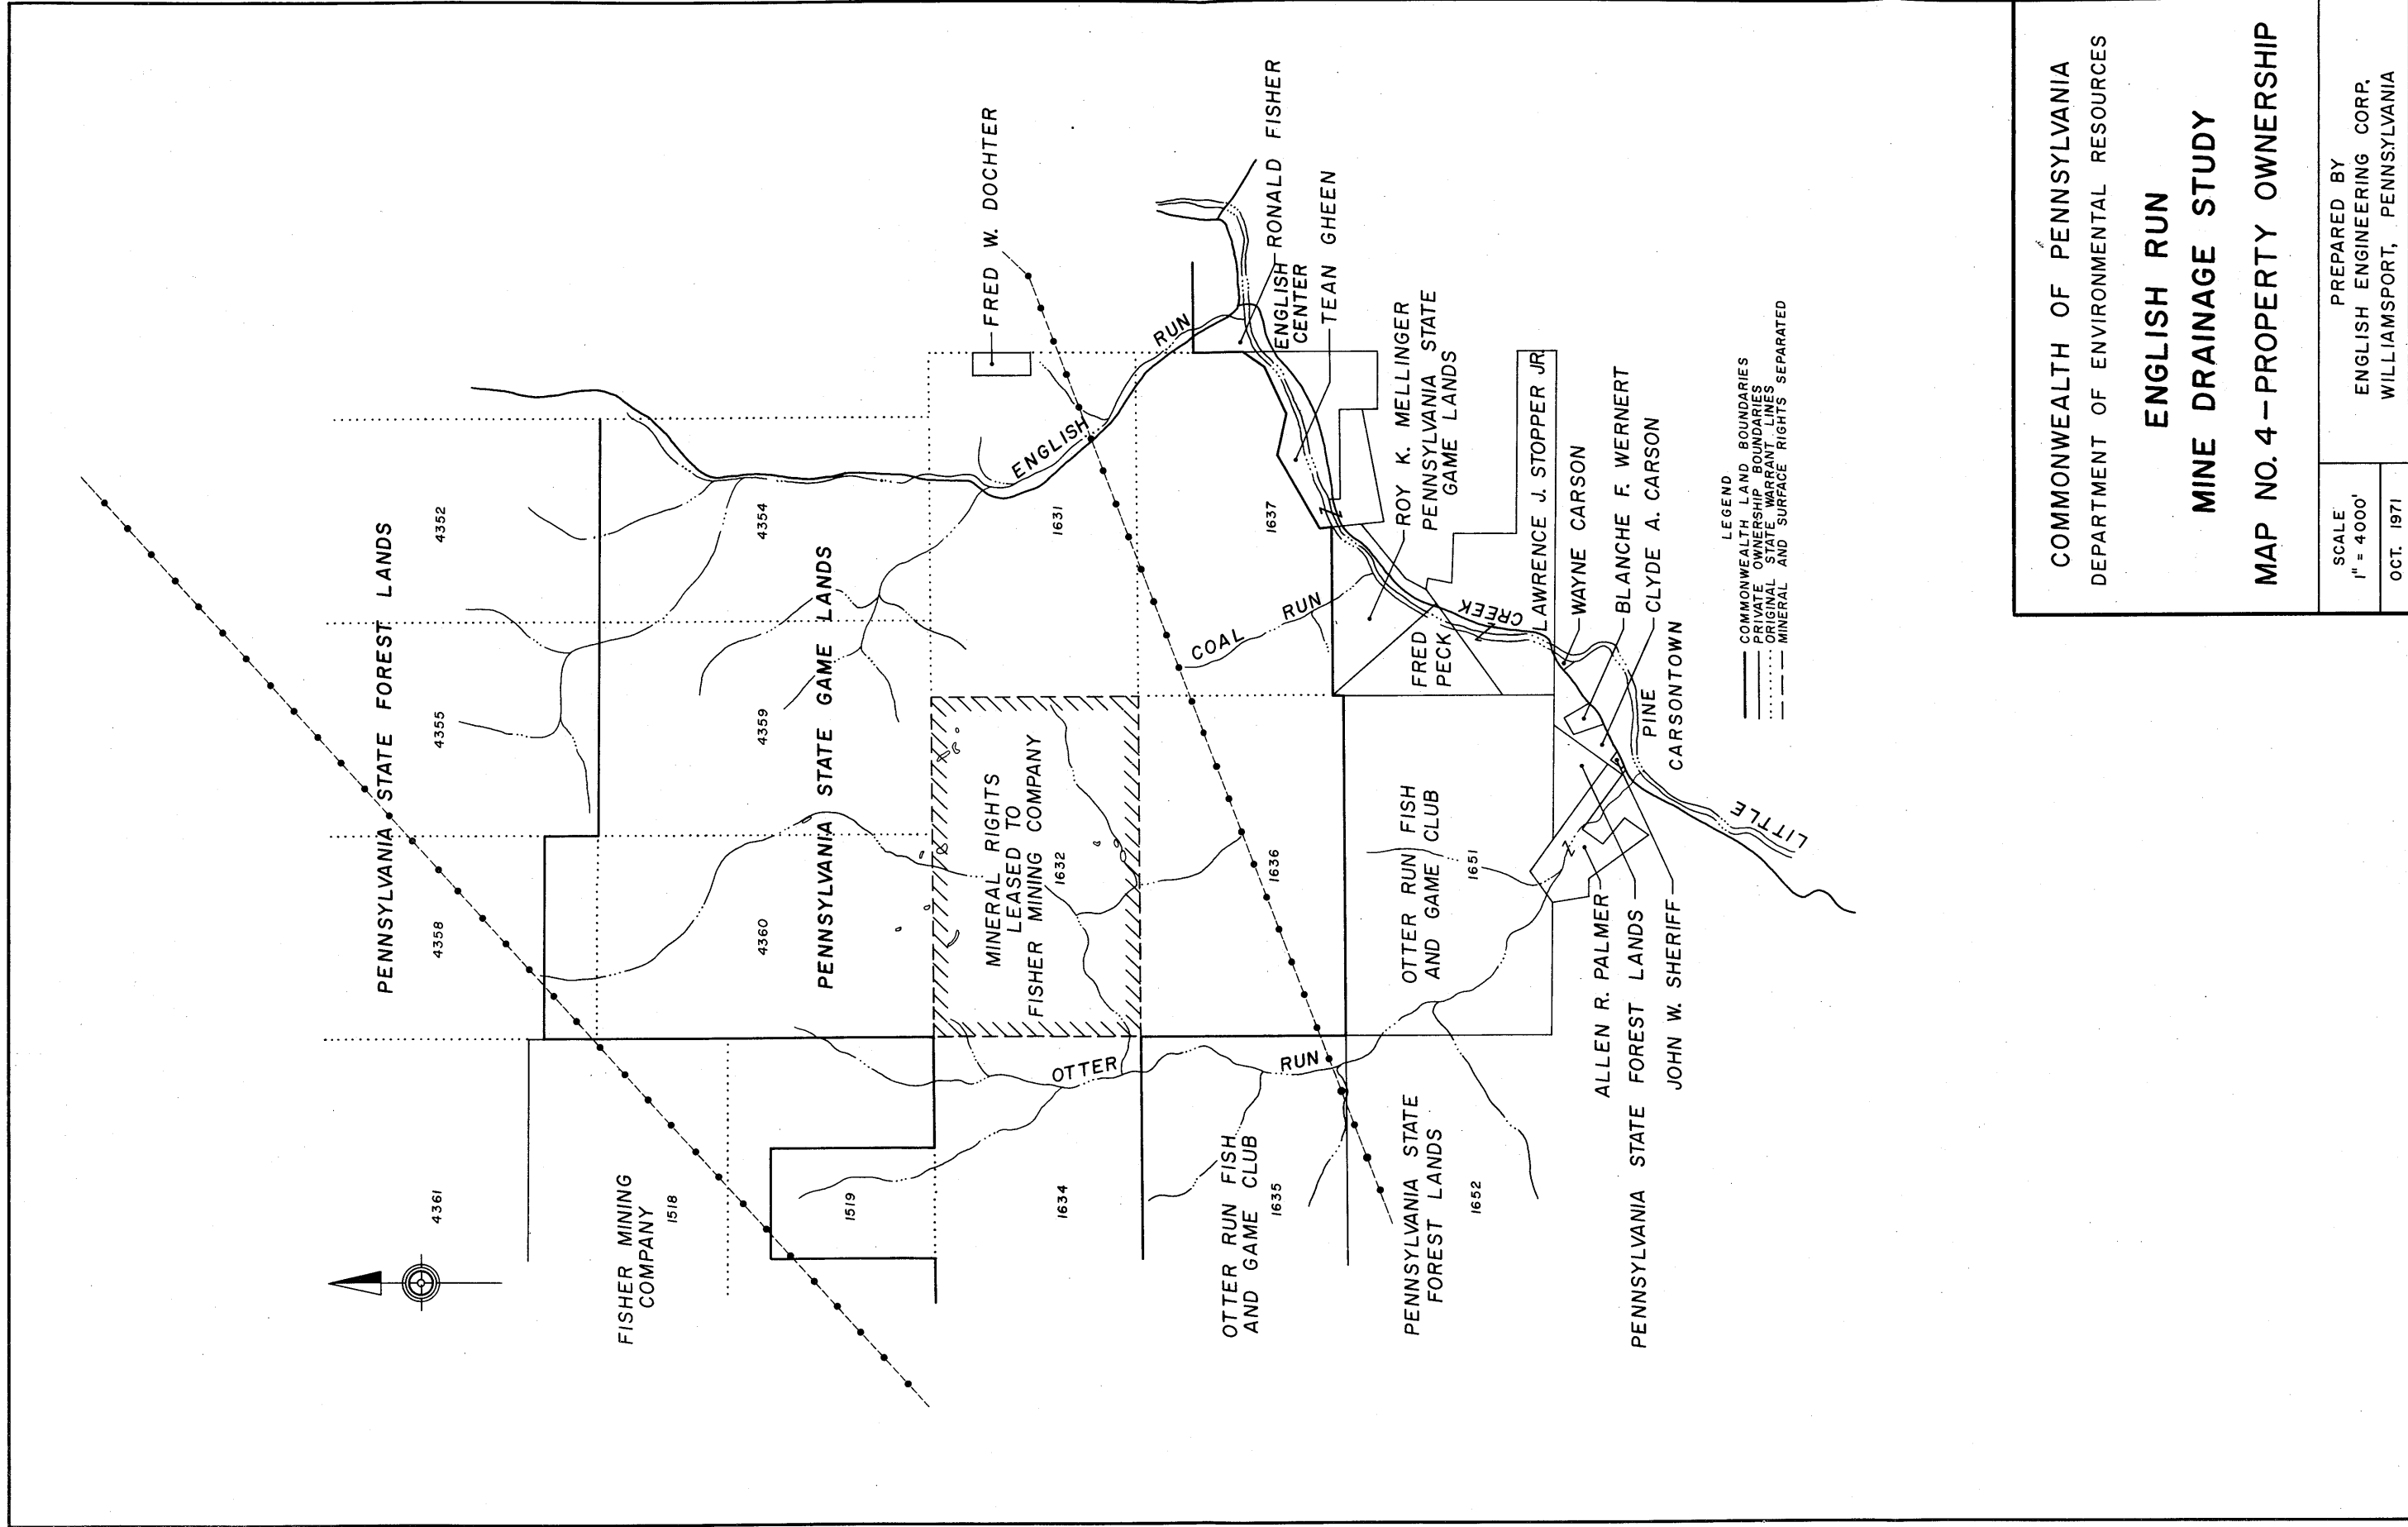 PENNSYLVANIA STATE FOREST LANDS
4361
4358
4355
4352
FISHER MINING
COMPANY
1518
4360
4359
4354
PENNSYLVANIA STATE GAME LANDS
1519
FRED W. DOCHTER
MINERAL RIGHTS
LEASED TO
FISHER MINING COMPANY
1632
1634
1631
ENGLISH RUN
OTTER RUN
COAL RUN
OTTER RUN FISH
AND GAME CLUB
1635
1636
1637
RONALD FISHER
ENGLISH
CENTER
TEAN GHEEN
ROY K. MELLINGER
PENNSYLVANIA STATE
GAME LANDS
PENNSYLVANIA STATE
FOREST LANDS
1652
OTTER RUN FISH
AND GAME CLUB
1651
FRED
PECK
LAWRENCE J. STOPPER JR.
WAYNE CARSON
BLANCHE F. WERNERT
CLYDE A. CARSON
ALLEN R. PALMER
PENNSYLVANIA STATE FOREST LANDS
JOHN W. SHERIFF
CARSONTOWN
LITTLE PINE CREEK
LEGEND
COMMONWEALTH LAND BOUNDARIES
PRIVATE OWNERSHIP BOUNDARIES
ORIGINAL STATE WARRANT LINES
MINERAL AND SURFACE RIGHTS SEPARATED
COMMONWEALTH OF PENNSYLVANIA
DEPARTMENT OF ENVIRONMENTAL RESOURCES
ENGLISH RUN
MINE DRAINAGE STUDY
MAP NO. 4-PROPERTY OWNERSHIP
SCALE
1" = 4000'
OCT. 1971
PREPARED BY
ENGLISH ENGINEERING CORP.
WILLIAMSPORT, PENNSYLVANIA